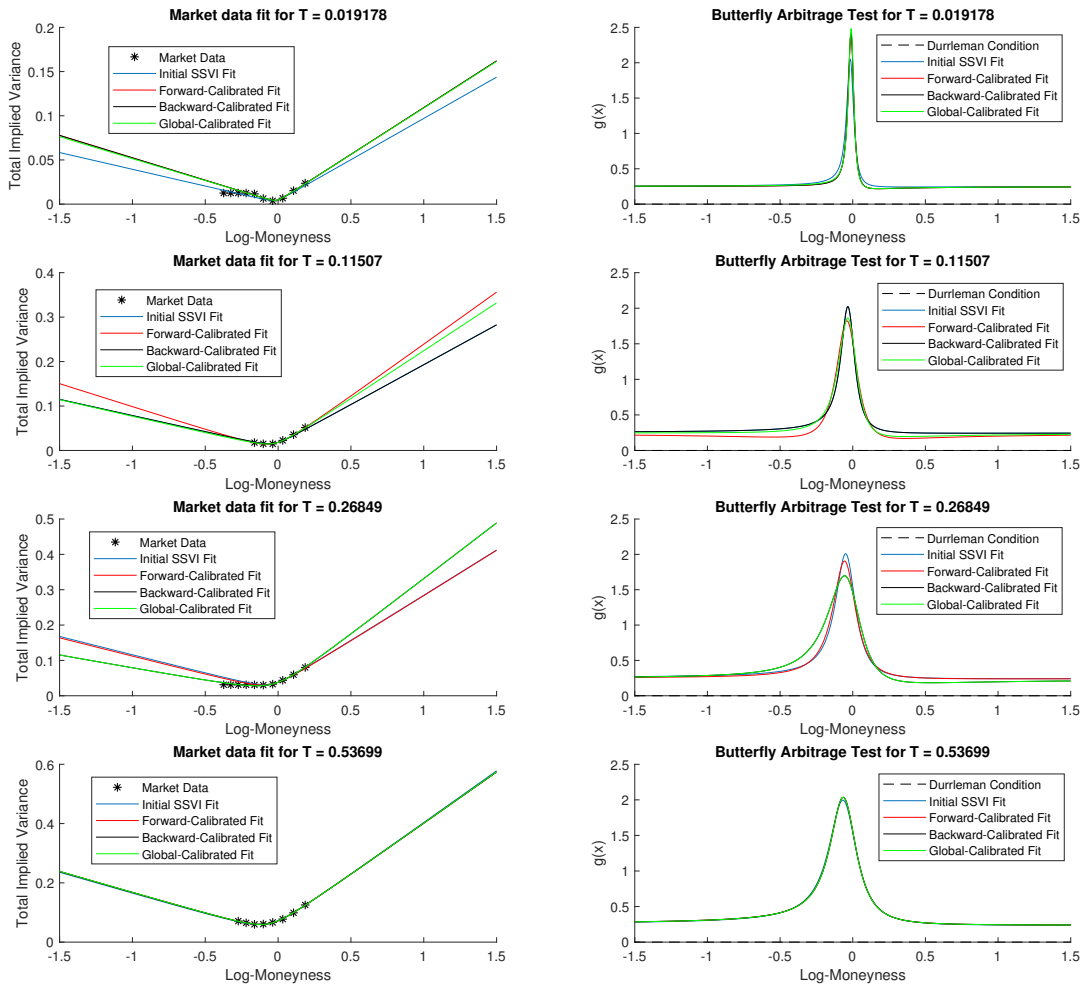 Market data fit for T = 0.019178
Total Implied Variance
0.2
0.15
0.1
0.05
0
Market Data
Initial SSVI Fit
Forward-Calibrated Fit
Backward-Calibrated Fit
Global-Calibrated Fit
-1.5 -1 -0.5 0 0.5 1 1.5
Log-Moneyness
Butterfly Arbitrage Test for T = 0.019178
g(x)
2.5
2
1.5
1
0.5
0
Durrleman Condition
Initial SSVI Fit
Forward-Calibrated Fit
Backward-Calibrated Fit
Global-Calibrated Fit
-1.5 -1 -0.5 0 0.5 1 1.5
Log-Moneyness
Market data fit for T = 0.11507
Total Implied Variance
0.4
0.3
0.2
0.1
0
Market Data
Initial SSVI Fit
Forward-Calibrated Fit
Backward-Calibrated Fit
Global-Calibrated Fit
-1.5 -1 -0.5 0 0.5 1 1.5
Log-Moneyness
Butterfly Arbitrage Test for T = 0.11507
g(x)
2.5
2
1.5
1
0.5
0
Durrleman Condition
Initial SSVI Fit
Forward-Calibrated Fit
Backward-Calibrated Fit
Global-Calibrated Fit
-1.5 -1 -0.5 0 0.5 1 1.5
Log-Moneyness
Market data fit for T = 0.26849
Total Implied Variance
0.5
0.4
0.3
0.2
0.1
0
Market Data
Initial SSVI Fit
Forward-Calibrated Fit
Backward-Calibrated Fit
Global-Calibrated Fit
-1.5 -1 -0.5 0 0.5 1 1.5
Log-Moneyness
Butterfly Arbitrage Test for T = 0.26849
g(x)
2.5
2
1.5
1
0.5
0
Durrleman Condition
Initial SSVI Fit
Forward-Calibrated Fit
Backward-Calibrated Fit
Global-Calibrated Fit
-1.5 -1 -0.5 0 0.5 1 1.5
Log-Moneyness
Market data fit for T = 0.53699
Total Implied Variance
0.6
0.4
0.2
0
Market Data
Initial SSVI Fit
Forward-Calibrated Fit
Backward-Calibrated Fit
Global-Calibrated Fit
-1.5 -1 -0.5 0 0.5 1 1.5
Log-Moneyness
Butterfly Arbitrage Test for T = 0.53699
g(x)
2.5
2
1.5
1
0.5
0
Durrleman Condition
Initial SSVI Fit
Forward-Calibrated Fit
Backward-Calibrated Fit
Global-Calibrated Fit
-1.5 -1 -0.5 0 0.5 1 1.5
Log-Moneyness